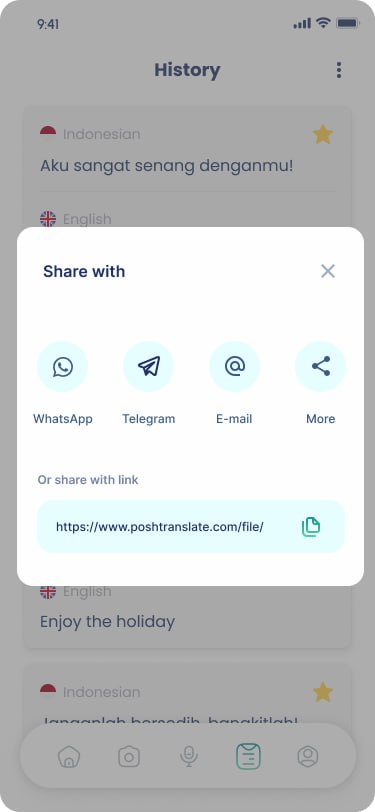 9:41
History
Indonesian
Aku sangat senang denganmu!
English
Share with
WhatsApp
Telegram
E-mail
More
Or share with link
https://www.poshtranslate.com/file/
English
Enjoy the holiday
Indonesian
Janganlah bersedih, bangkitlah!